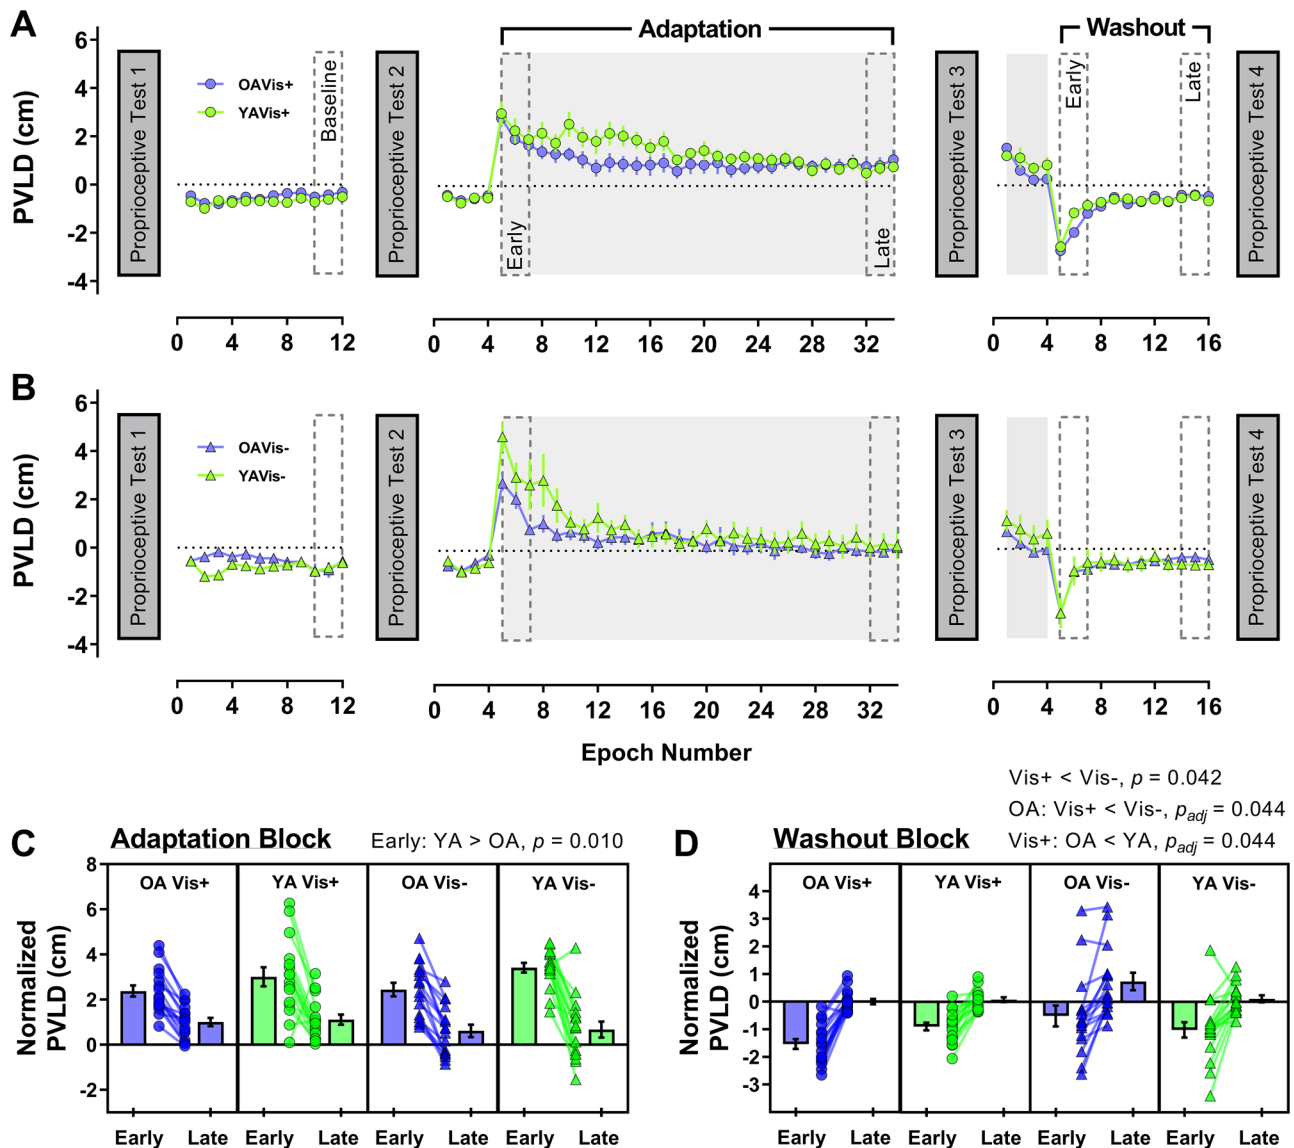 A
Adaptation
Washout
6
4
2
0
-2
-4
PVLD (cm)
Proprioceptive Test 1
OAVis+
YAVis+
Baseline
Proprioceptive Test 2
Early
Late
Proprioceptive Test 3
Early
Late
Proprioceptive Test 4
0 4 8 12
0 4 8 12 16 20 24 28 32
0 4 8 12 16
B
6
4
2
0
-2
-4
PVLD (cm)
Proprioceptive Test 1
OAVis-
YAVis-
Proprioceptive Test 2
Proprioceptive Test 3
Proprioceptive Test 4
0 4 8 12
0 4 8 12 16 20 24 28 32
0 4 8 12 16
Epoch Number
C
Adaptation Block
Early: YA > OA, p = 0.010
8
6
4
2
0
-2
Normalized
PVLD (cm)
OA Vis+ YA Vis+ OA Vis- YA Vis-
Early Late Early Late Early Late Early Late
Vis+ < Vis-, p = 0.042
OA: Vis+ < Vis-, padj = 0.044
Vis+: OA < YA, padj = 0.044
D
Washout Block
4
3
2
1
0
-1
-2
-3
Normalized
PVLD (cm)
OA Vis+ YA Vis+ OA Vis- YA Vis-
Early Late Early Late Early Late Early Late